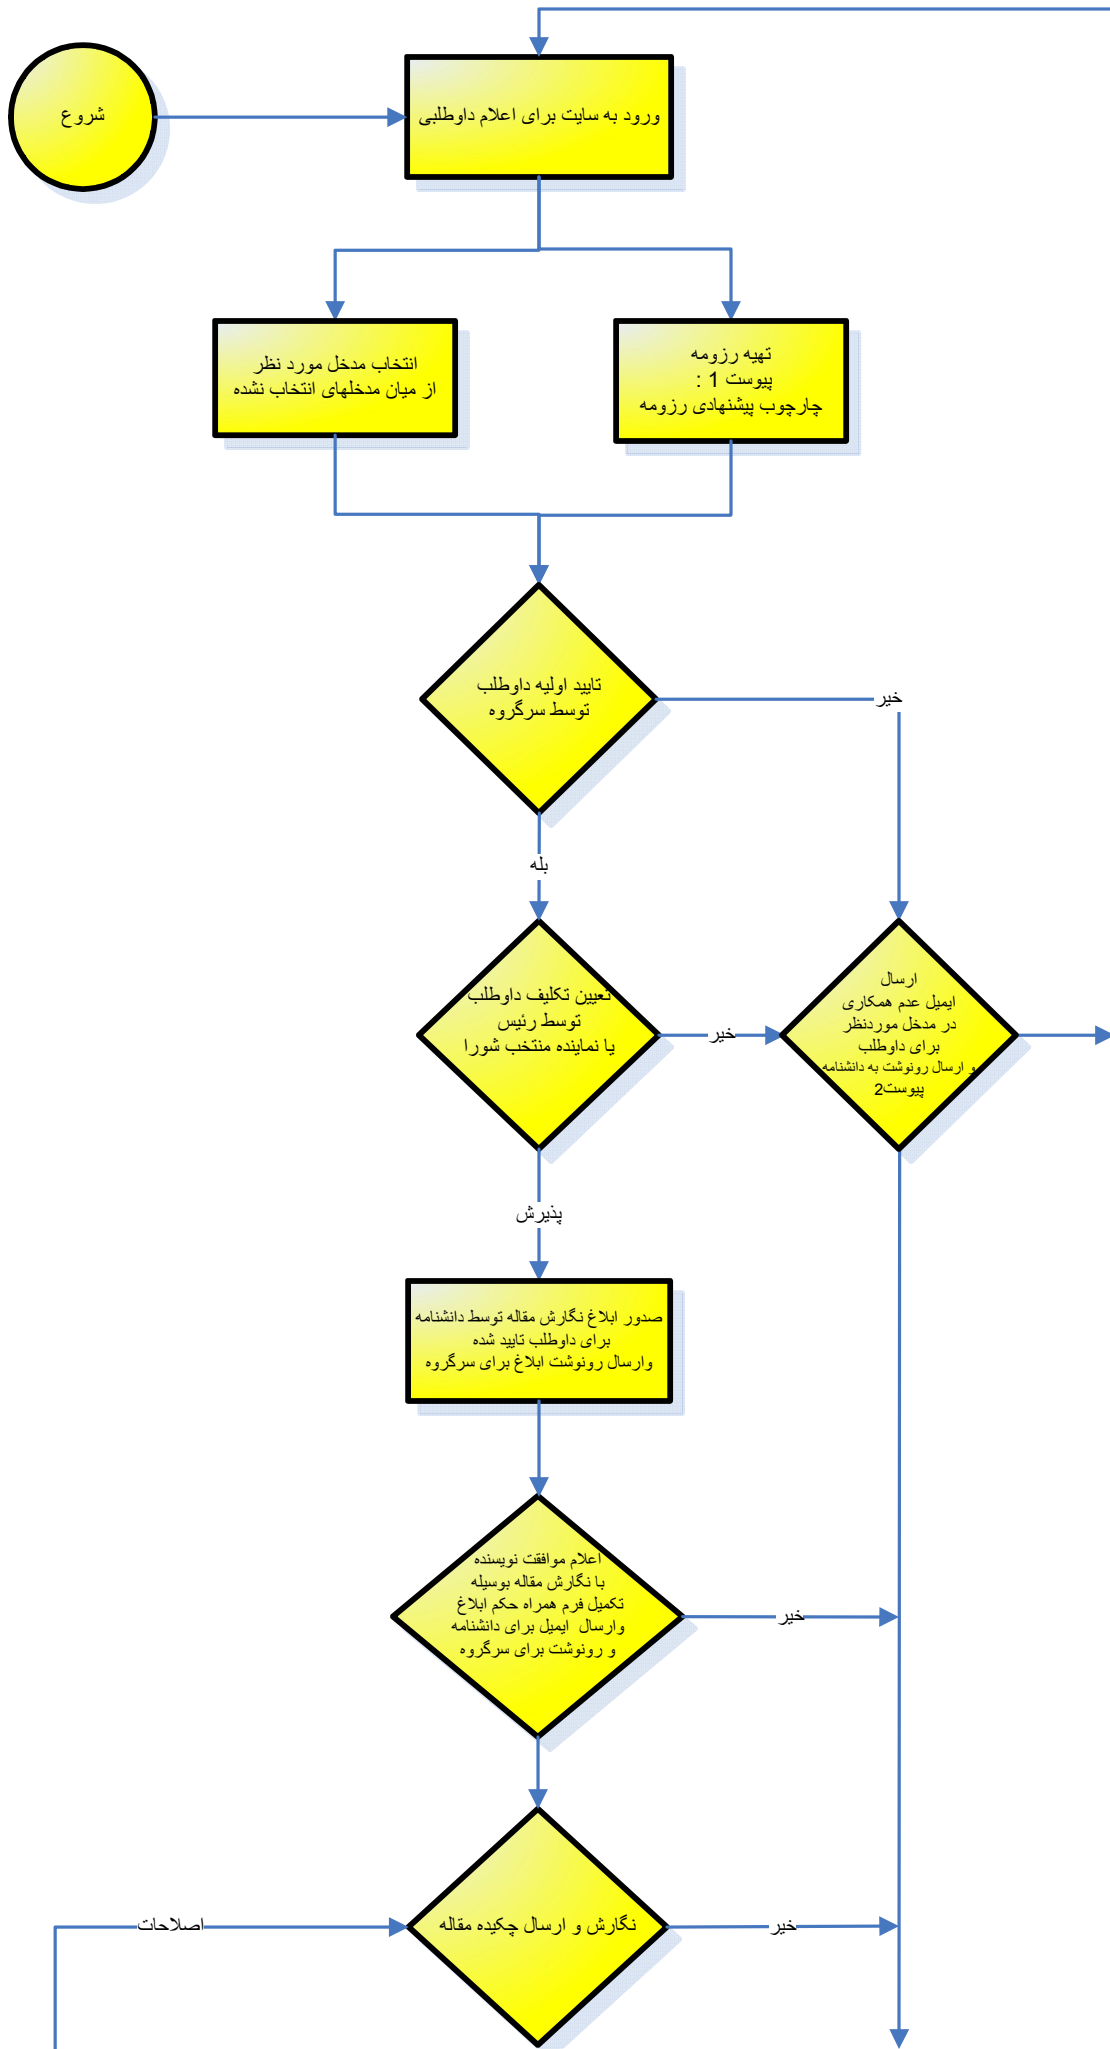 شروع
ورود به سایت برای اعلام داوطلبی
تهیه رزومه
پیوست 1 :
چارچوب پیشنهادی رزومه
انتخاب مدخل مورد نظر
از میان مدخلهای انتخاب نشده
تایید اولیه داوطلب
توسط سرگروه
خیر
بله
تعیین تکلیف داوطلب
توسط رئیس
یا نماینده منتخب شورا
خیر
ارسال
ایمیل عدم همکاری
در مدخل موردنظر
برای داوطلب
و ارسال رونوشت به دانشنامه
پیوست2
پذیرش
صدور ابلاغ نگارش مقاله توسط دانشنامه
برای داوطلب تایید شده
وارسال رونوشت ابلاغ برای سرگروه
اعلام موافقت نویسنده
با نگارش مقاله بوسیله
تکمیل فرم همراه حکم ابلاغ
وارسال ایمیل برای دانشنامه
و رونوشت برای سرگروه
خیر
اصلاحات
نگارش و ارسال چکیده مقاله
خیر